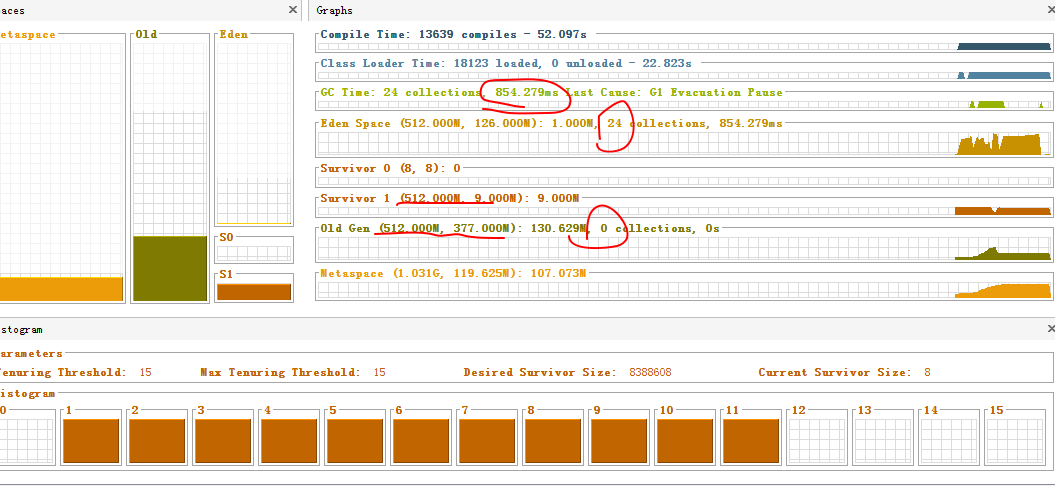 aces
Graphs
etaspace
Old
Eden
S0
S1
Compile Time: 13639 compiles - 52.097s
Class Loader Time: 18123 loaded, 0 unloaded - 22.823s
GC Time: 24 collections, 854.279ms Last Cause: G1 Evacuation Pause
Eden Space (512.000M, 126.000M): 1.000M, 24 collections, 854.279ms
Survivor 0 (8, 8): 0
Survivor 1 (512.000M, 9.000M): 9.000M
Old Gen (512.000M, 377.000M): 130.629M, 0 collections, 0s
Metaspace (1.031G, 119.625M): 107.073M
stogram
arameters
enuring Threshold: 15 Max Tenuring Threshold: 15 Desired Survivor Size: 8388608 Current Survivor Size: 8
istogram
0 1 2 3 4 5 6 7 8 9 10 11 12 13 14 15